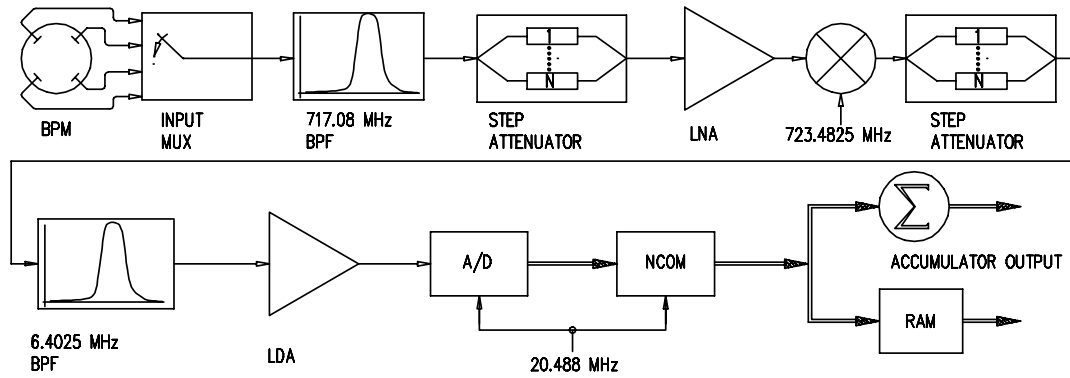 1
N
1
N
BPM
INPUT
MUX
717.08 MHz
BPF
STEP
ATTENUATOR
LNA
723.4825 MHz
STEP
ATTENUATOR
Σ
A/D
NCOM
ACCUMULATOR OUTPUT
RAM
6.4025 MHz
BPF
LDA
20.488 MHz